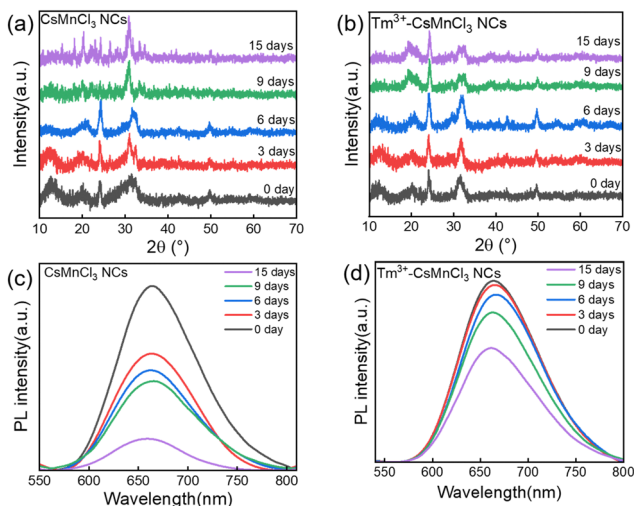 (a) CsMnCl₃ NCs
15 days
9 days
6 days
3 days
0 day
Intensity(a.u.)
10 20 30 40 50 60 70
2θ (°)
(b) Tm³⁺-CsMnCl₃ NCs
15 days
9 days
6 days
3 days
0 day
Intensity(a.u.)
10 20 30 40 50 60 70
2θ (°)
(c) CsMnCl₃ NCs
15 days
9 days
6 days
3 days
0 day
PL intensity(a.u.)
550 600 650 700 750 800
Wavelength(nm)
(d) Tm³⁺-CsMnCl₃ NCs
15 days
9 days
6 days
3 days
0 day
PL intensity(a.u.)
550 600 650 700 750 800
Wavelength(nm)